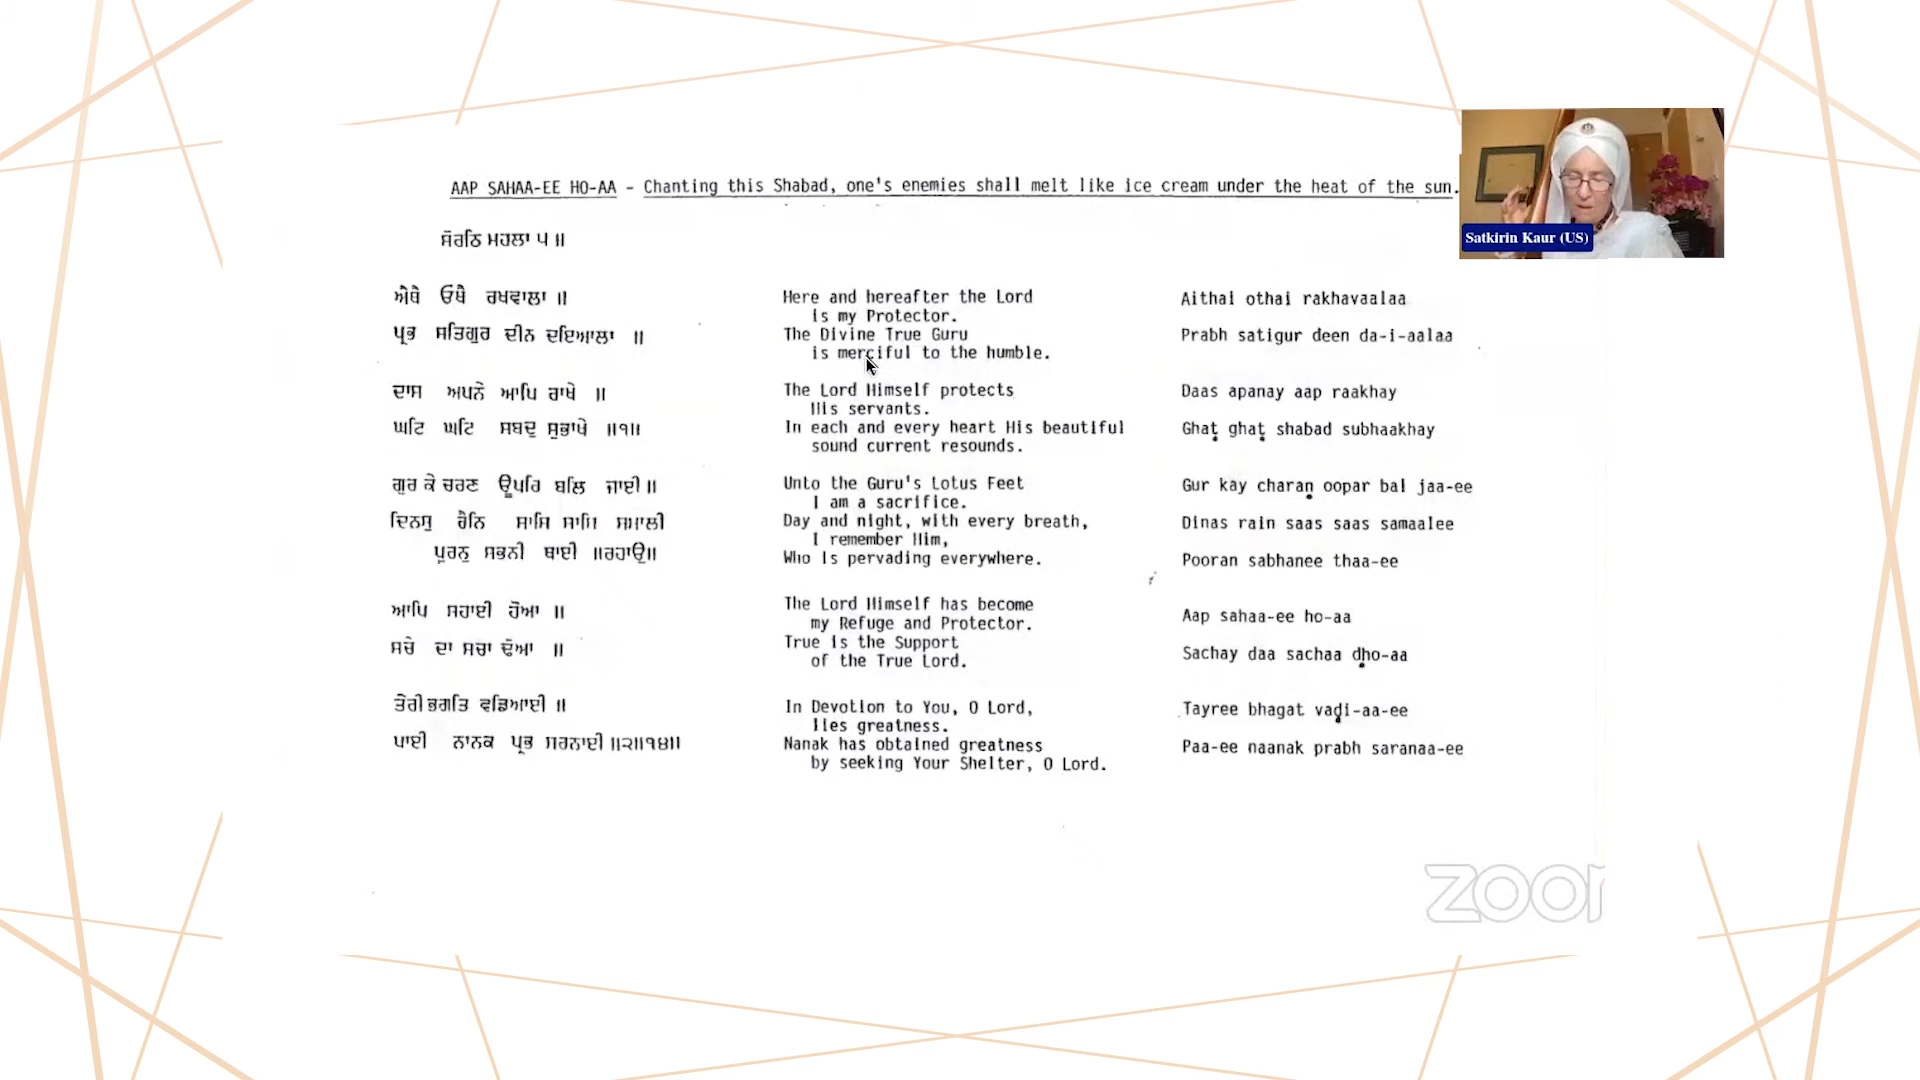 AAP SAHAA-EE HO-AA - Chanting this Shabad, one's enemies shall melt like ice cream under the heat of the sun.
Satkirin Kaur (US)
ਸੋਰਠਿ ਮਹਲਾ ੫ ॥
ਐਥੈ ਓਥੈ ਰਖਵਾਲਾ ॥
ਪ੍ਰਭ ਸਤਿਗੁਰ ਦੀਨ ਦਇਆਲਾ ॥
ਦਾਸ ਅਪਨੇ ਆਪਿ ਰਾਖੇ ॥
ਘਟਿ ਘਟਿ ਸਬਦੁ ਸੁਭਾਖੇ ॥੧॥
ਗੁਰ ਕੇ ਚਰਣ ਊਪਰਿ ਬਲਿ ਜਾਈ ॥
ਦਿਨਸੁ ਰੈਨਿ ਸਾਸਿ ਸਾਸਿ ਸਮਾਲੀ
ਪੂਰਨੁ ਸਭਨੀ ਥਾਈ ॥ਰਹਾਉ॥
ਆਪਿ ਸਹਾਈ ਹੋਆ ॥
ਸਚੇ ਦਾ ਸਚਾ ਢੋਆ ॥
ਤੇਰੀ ਭਗਤਿ ਵਡਿਆਈ ॥
ਪਾਈ ਨਾਨਕ ਪ੍ਰਭ ਸਰਨਾਈ ॥੨॥੧੪॥
Here and hereafter the Lord
is my Protector.
The Divine True Guru
is merciful to the humble.
The Lord Himself protects
His servants.
In each and every heart His beautiful
sound current resounds.
Unto the Guru's Lotus Feet
I am a sacrifice.
Day and night, with every breath,
I remember Him,
Who is pervading everywhere.
The Lord Himself has become
my Refuge and Protector.
True is the Support
of the True Lord.
In Devotion to You, O Lord,
lies greatness.
Nanak has obtained greatness
by seeking Your Shelter, O Lord.
Aithai othai rakhavaalaa
Prabh satigur deen da-i-aalaa
Daas apanay aap raakhay
Ghaṭ ghaṭ shabad subhaakhay
Gur kay charaṇ oopar bal jaa-ee
Dinas rain saas saas samaalee
Pooran sabhanee thaa-ee
Aap sahaa-ee ho-aa
Sachay daa sachaa ḍho-aa
Tayree bhagat vaḍi-aa-ee
Paa-ee naanak prabh saranaa-ee
zoom